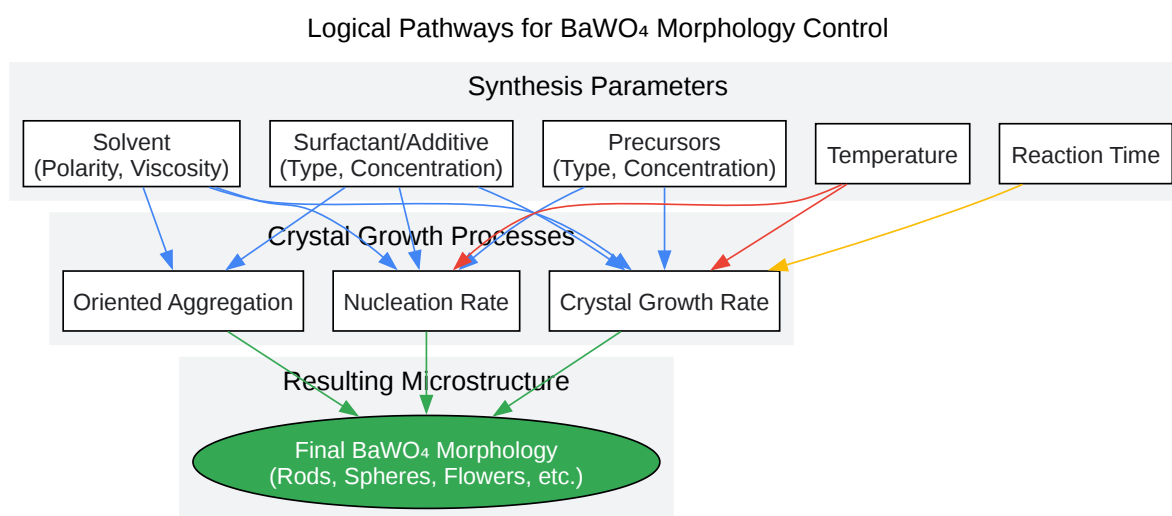 Logical Pathways for BaWO₄ Morphology Control
Synthesis Parameters
Solvent
(Polarity, Viscosity)
Surfactant/Additive
(Type, Concentration)
Precursors
(Type, Concentration)
Temperature
Reaction Time
Crystal Growth Processes
Oriented Aggregation
Nucleation Rate
Crystal Growth Rate
Resulting Microstructure
Final BaWO₄ Morphology
(Rods, Spheres, Flowers, etc.)